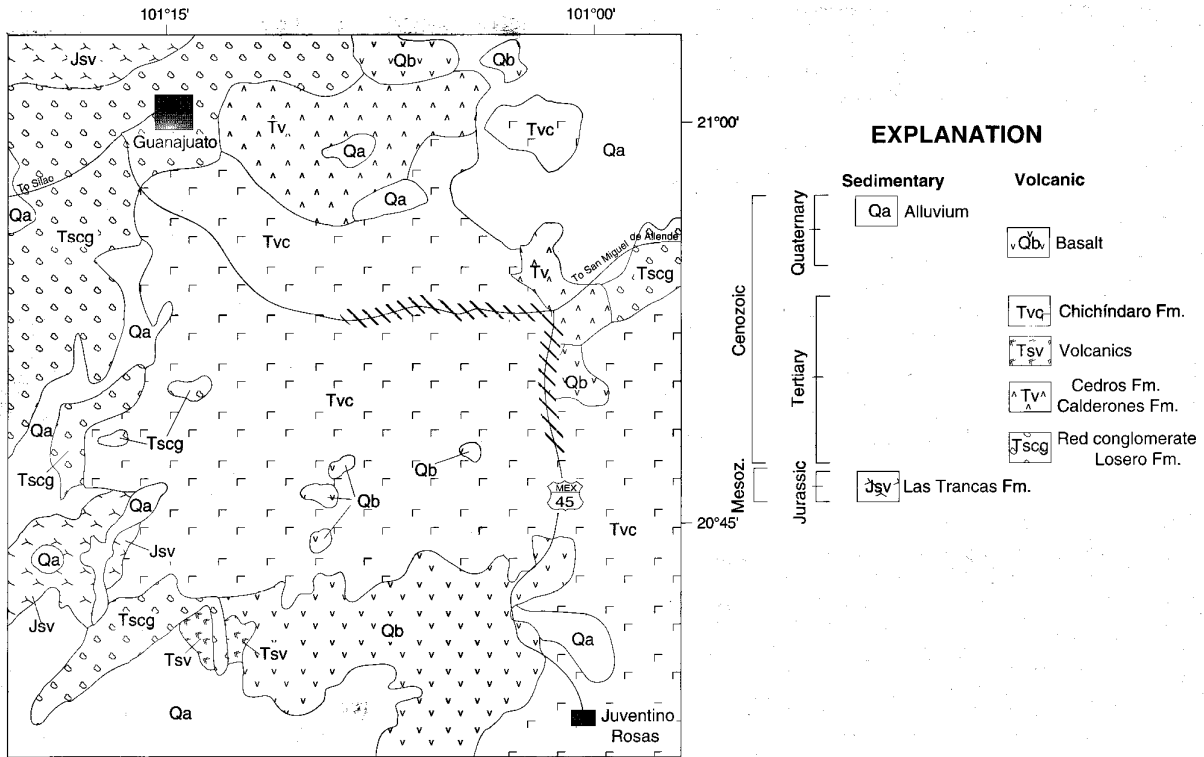 101°15'
101°00'
Jsv
Qb
Qb
Tv
Tvc
21°00'
Guanajuato
Qa
Qa
To Silao
Qa
Qa
Tscg
Tvc
To San Miguel de Allende
Tv
Tscg
Qa
Qb
Tvc
Qa
Tscg
Tscg
Qb
Qb
MEX
45
Qa
Tvc
20°45'
Jsv
Qa
Jsv
Tscg
Qb
Qa
Tsv
Tsv
Qa
Juventino
Rosas
EXPLANATION
Sedimentary
Volcanic
Cenozoic
Quaternary
Qa Alluvium
Qb Basalt
Tertiary
Tvc Chichíndaro Fm.
Tsv Volcanics
Tv Cedros Fm.
Calderones Fm.
Tscg Red conglomerate
Losero Fm.
Mesoz.
Jurassic
Jsv Las Trancas Fm.